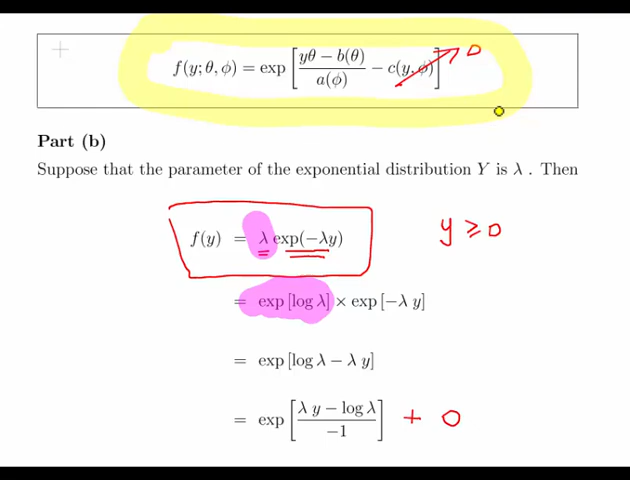 f(y; θ, φ) = exp [ (yθ − b(θ)) / a(φ) − c(y, φ) ] 0
Part (b)
Suppose that the parameter of the exponential distribution Y is λ . Then
f(y) = λ exp(−λy) y ≥ 0
= exp [log λ] × exp [−λ y]
= exp [log λ − λ y]
= exp [ (λ y − log λ) / −1 ] + 0